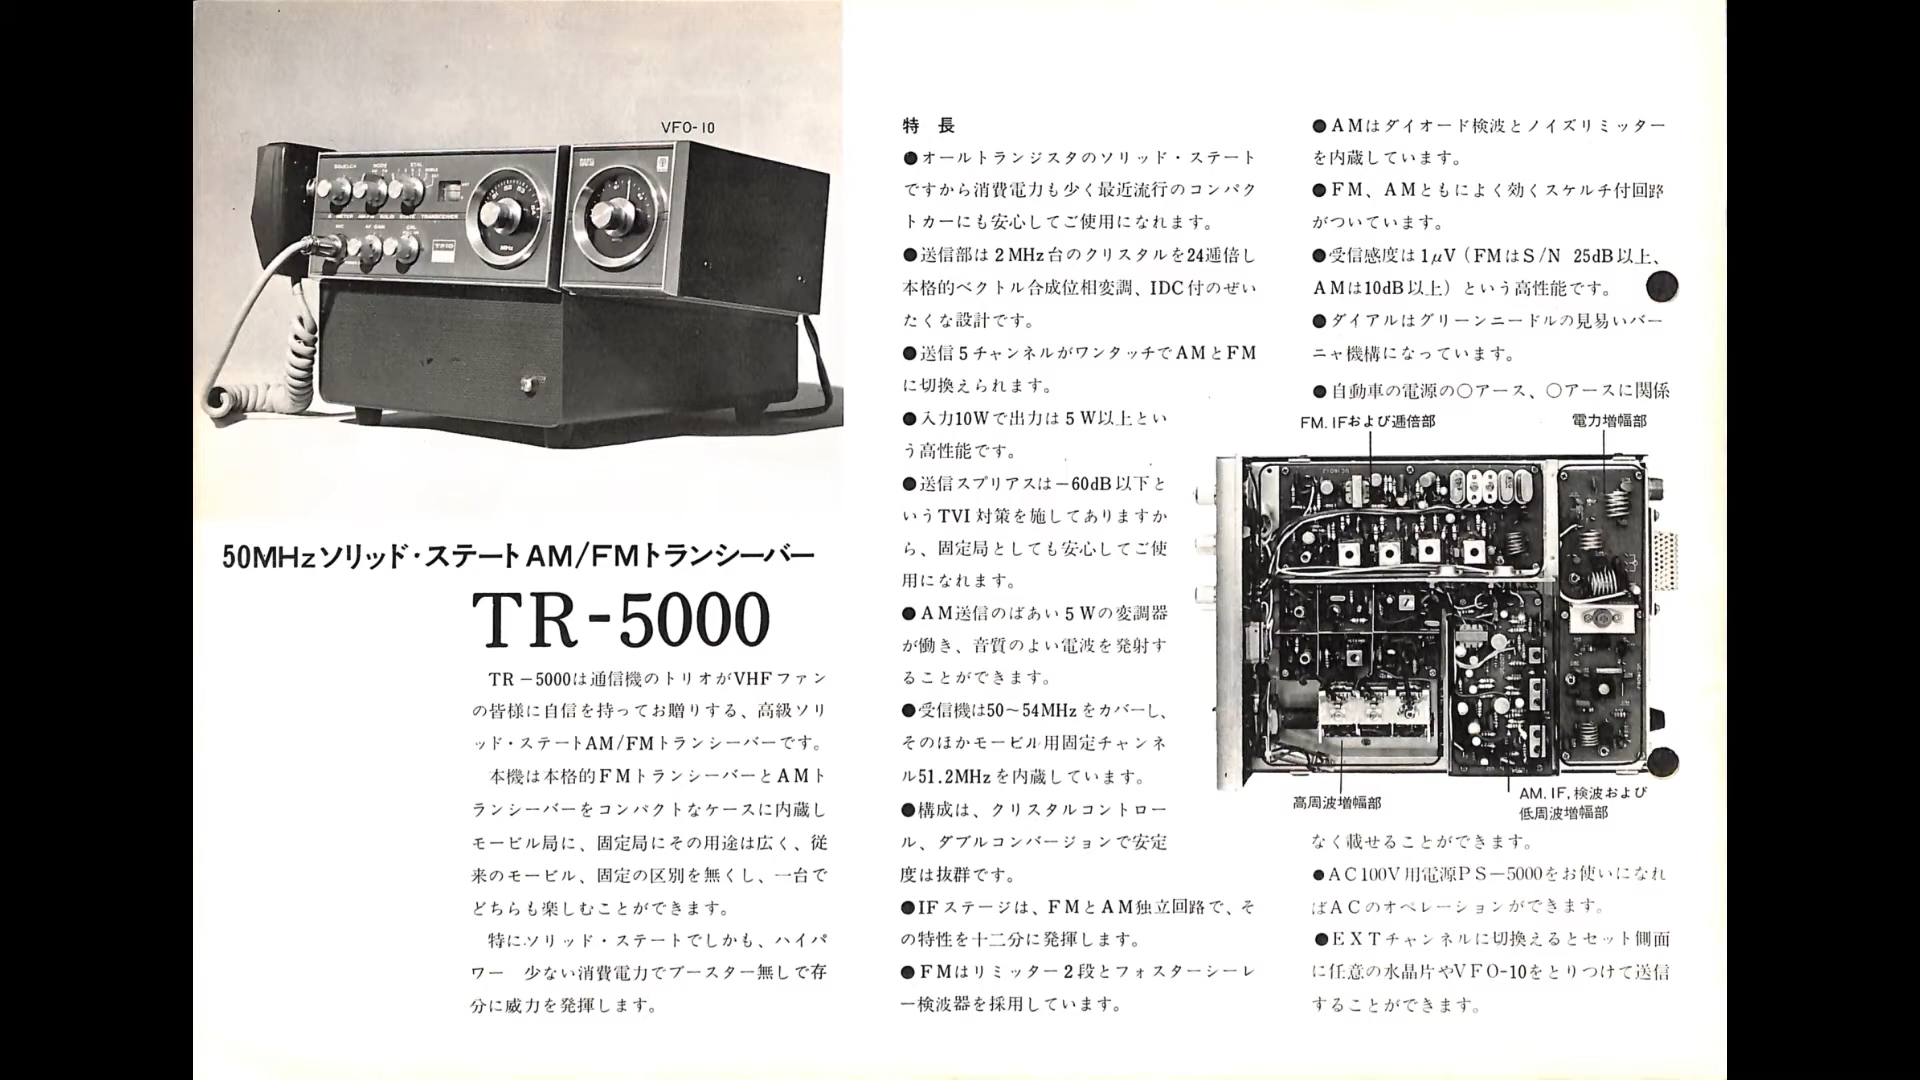 VFO-10
SQUELCH MODE XTAL
S METER AM/FM SOLID STATE TRANSCEIVER
MIC AF GAIN CAL
TRIO
MHz
50MHzソリッド・ステートAM/FMトランシーバー
TR-5000
TR－5000は通信機のトリオがVHFファン
の皆様に自信を持ってお贈りする、高級ソリ
ッド・ステートAM/FMトランシーバーです。
本機は本格的FMトランシーバーとAMト
ランシーバーをコンパクトなケースに内蔵し
モービル局に、固定局にその用途は広く、従
来のモービル、固定の区別を無くし、一台で
どちらも楽しむことができます。
特にソリッド・ステートでしかも、ハイパ
ワー　少ない消費電力でブースター無しで存
分に威力を発揮します。
特　長
●オールトランジスタのソリッド・ステート
ですから消費電力も少く最近流行のコンパク
トカーにも安心してご使用になれます。
●送信部は2MHz台のクリスタルを24逓倍し
本格的ベクトル合成位相変調、IDC付のぜい
たくな設計です。
●送信5チャンネルがワンタッチでAMとFM
に切換えられます。
●入力10Wで出力は5W以上とい
う高性能です。
●送信スプリアスは－60dB以下と
いうTVI対策を施してありますか
ら、固定局としても安心してご使
用になれます。
●AM送信のばあい5Wの変調器
が働き、音質のよい電波を発射す
ることができます。
●受信機は50～54MHzをカバーし、
そのほかモービル用固定チャンネ
ル51.2MHzを内蔵しています。
●構成は、クリスタルコントロー
ル、ダブルコンバージョンで安定
度は抜群です。
●IFステージは、FMとAM独立回路で、そ
の特性を十二分に発揮します。
●FMはリミッター2段とフォスターシーレ
ー検波器を採用しています。
●AMはダイオード検波とノイズリミッター
を内蔵しています。
●FM、AMともによく効くスケルチ付回路
がついています。
●受信感度は1μV（FMはS/N　25dB以上、
AMは10dB以上）という高性能です。
●ダイアルはグリーンニードルの見易いバー
ニャ機構になっています。
●自動車の電源の○アース、○アースに関係
FM. IFおよび逓倍部
電力増幅部
高周波増幅部
AM. IF, 検波および
低周波増幅部
なく載せることができます。
●AC100V用電源PS－5000をお使いになれ
ばACのオペレーションができます。
●EXTチャンネルに切換えるとセット側面
に任意の水晶片やVFO-10をとりつけて送信
することができます。